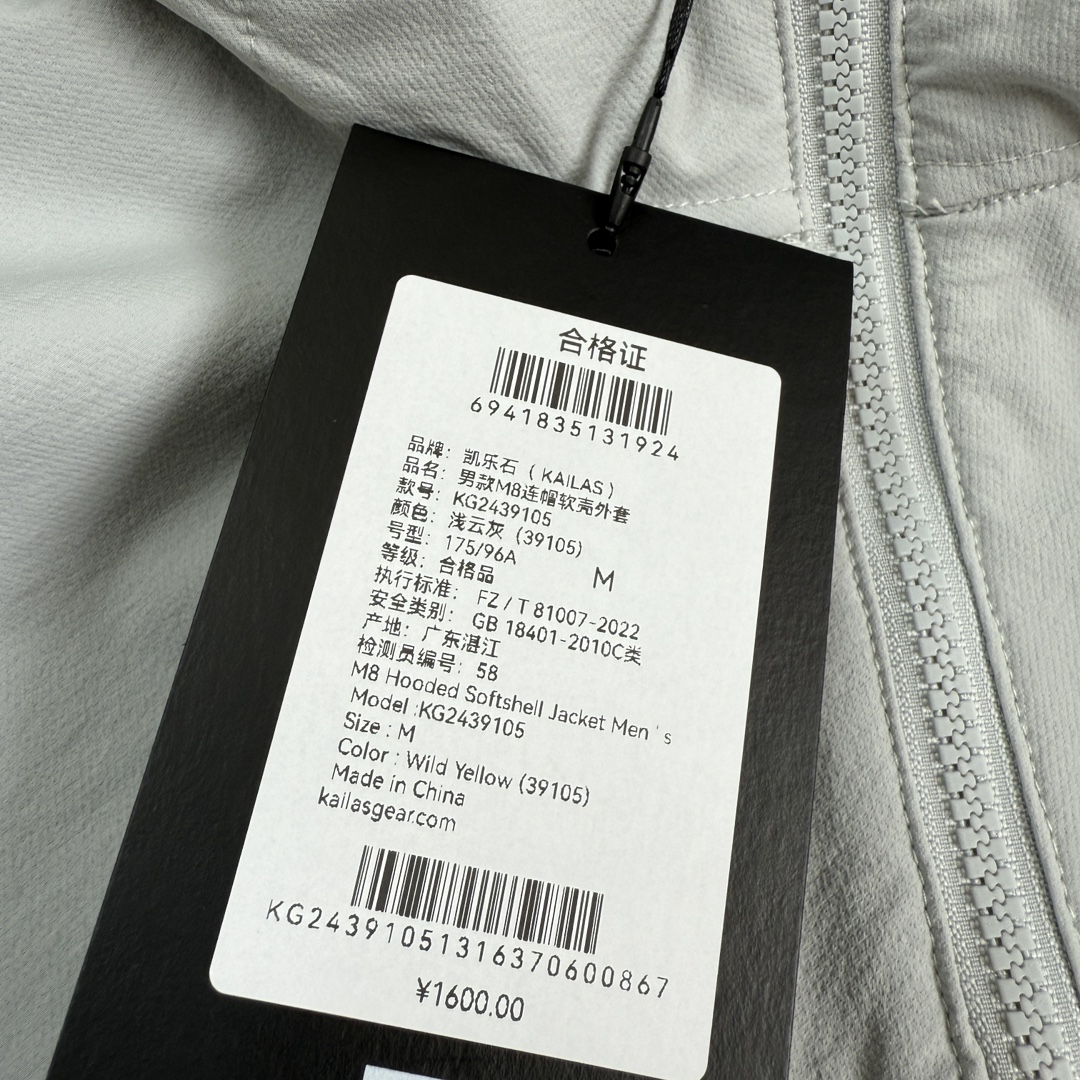 合格证
6941835131924
品牌: 凯乐石 ( KAILAS )
品名: 男款M8连帽软壳外套
款号: KG2439105
颜色: 浅云灰 (39105)
号型: 175/96A M
等级: 合格品
执行标准: FZ/T 81007-2022
安全类别: GB 18401-2010C类
产地: 广东湛江
检测员编号: 58
M8 Hooded Softshell Jacket Men ' s
Model :KG2439105
Size : M
Color : Wild Yellow (39105)
Made in China
kailasgear.com
KG24391051316370600867
¥1600.00